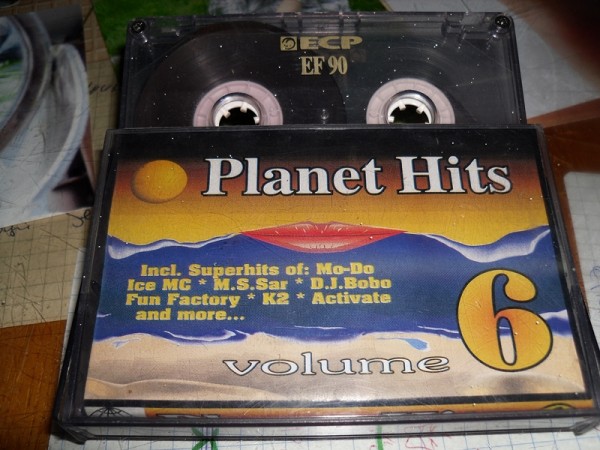 ECP
EF 90
Planet Hits
Incl. Superhits of: Mo-Do
Ice MC * M.S.Sar * D.J.Bobo
Fun Factory * K2 * Activate
and more...
volume
6